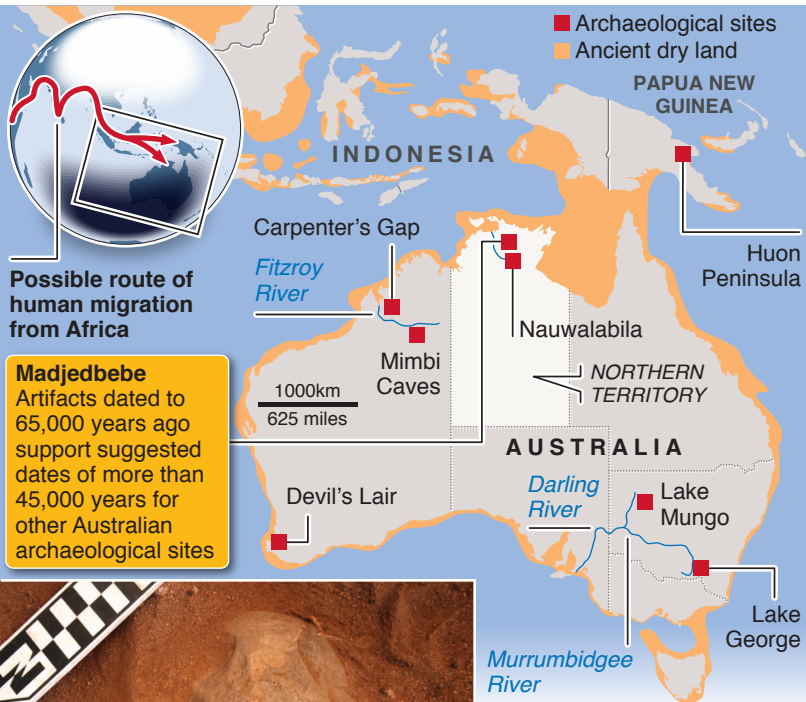 Archaeological sites
Ancient dry land
PAPUA NEW
GUINEA
INDONESIA
Carpenter's Gap
Fitzroy
River
Huon
Peninsula
Possible route of
human migration
from Africa
Nauwalabila
Mimbi
Caves
NORTHERN
TERRITORY
Madjedbebe
Artifacts dated to
65,000 years ago
support suggested
dates of more than
45,000 years for
other Australian
archaeological sites
1000km
625 miles
AUSTRALIA
Devil's Lair
Darling
River
Lake
Mungo
Lake
George
Murrumbidgee
River
N